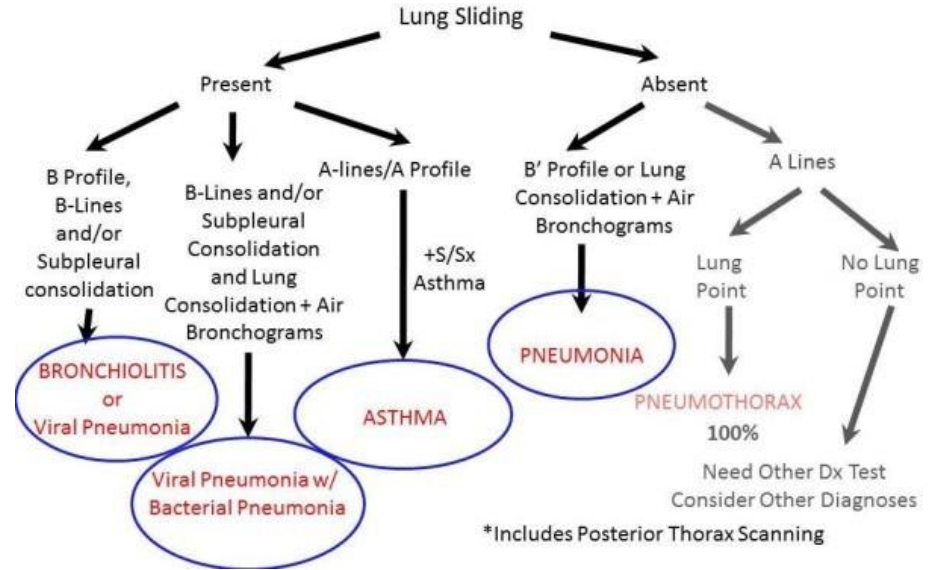 Lung Sliding
Present
Absent
B Profile,
B-Lines
and/or
Subpleural
consolidation
B-Lines and/or
Subpleural
Consolidation
and Lung
Consolidation + Air
Bronchograms
A-lines/A Profile
+S/Sx
Asthma
B’ Profile or Lung
Consolidation + Air
Bronchograms
A Lines
Lung
Point
No Lung
Point
BRONCHIOLITIS
or
Viral Pneumonia
Viral Pneumonia w/
Bacterial Pneumonia
ASTHMA
PNEUMONIA
PNEUMOTHORAX
100%
Need Other Dx Test
Consider Other Diagnoses
*Includes Posterior Thorax Scanning